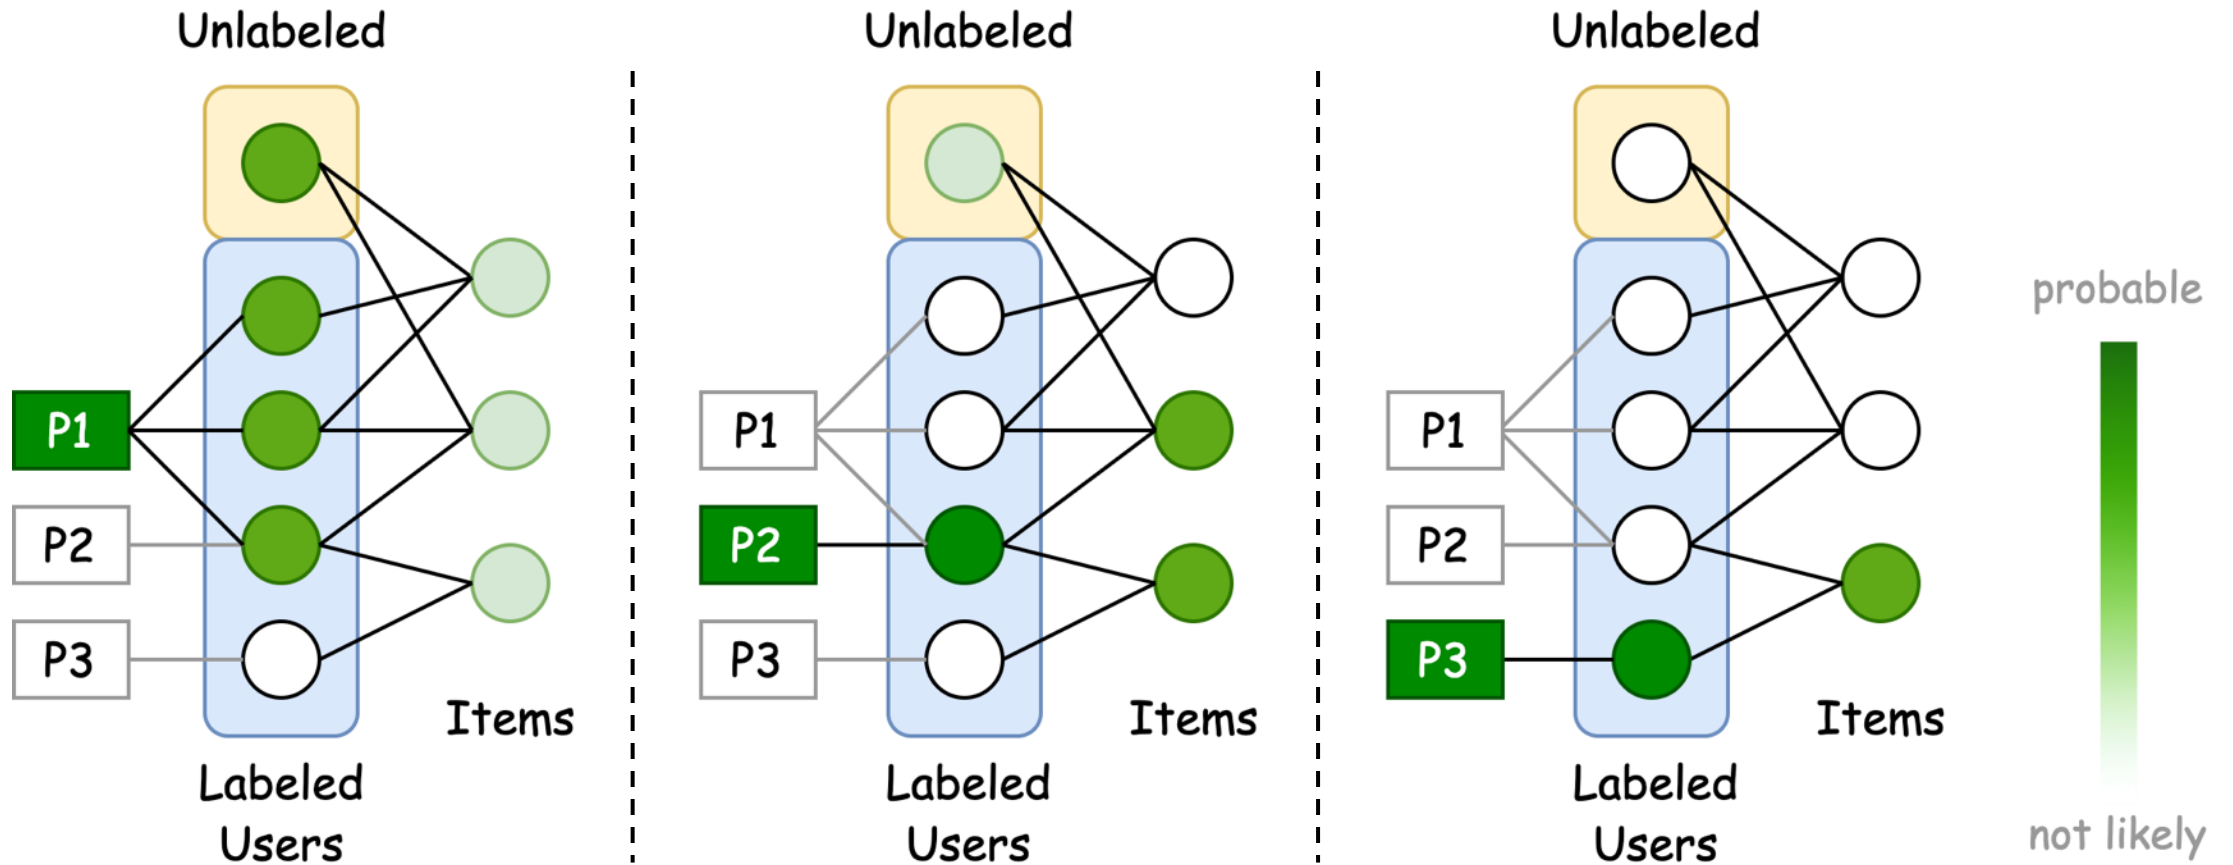 Unlabeled
P1
P2
P3
Items
Labeled
Users
Unlabeled
P1
P2
P3
Items
Labeled
Users
Unlabeled
P1
P2
P3
Items
Labeled
Users
probable
not likely